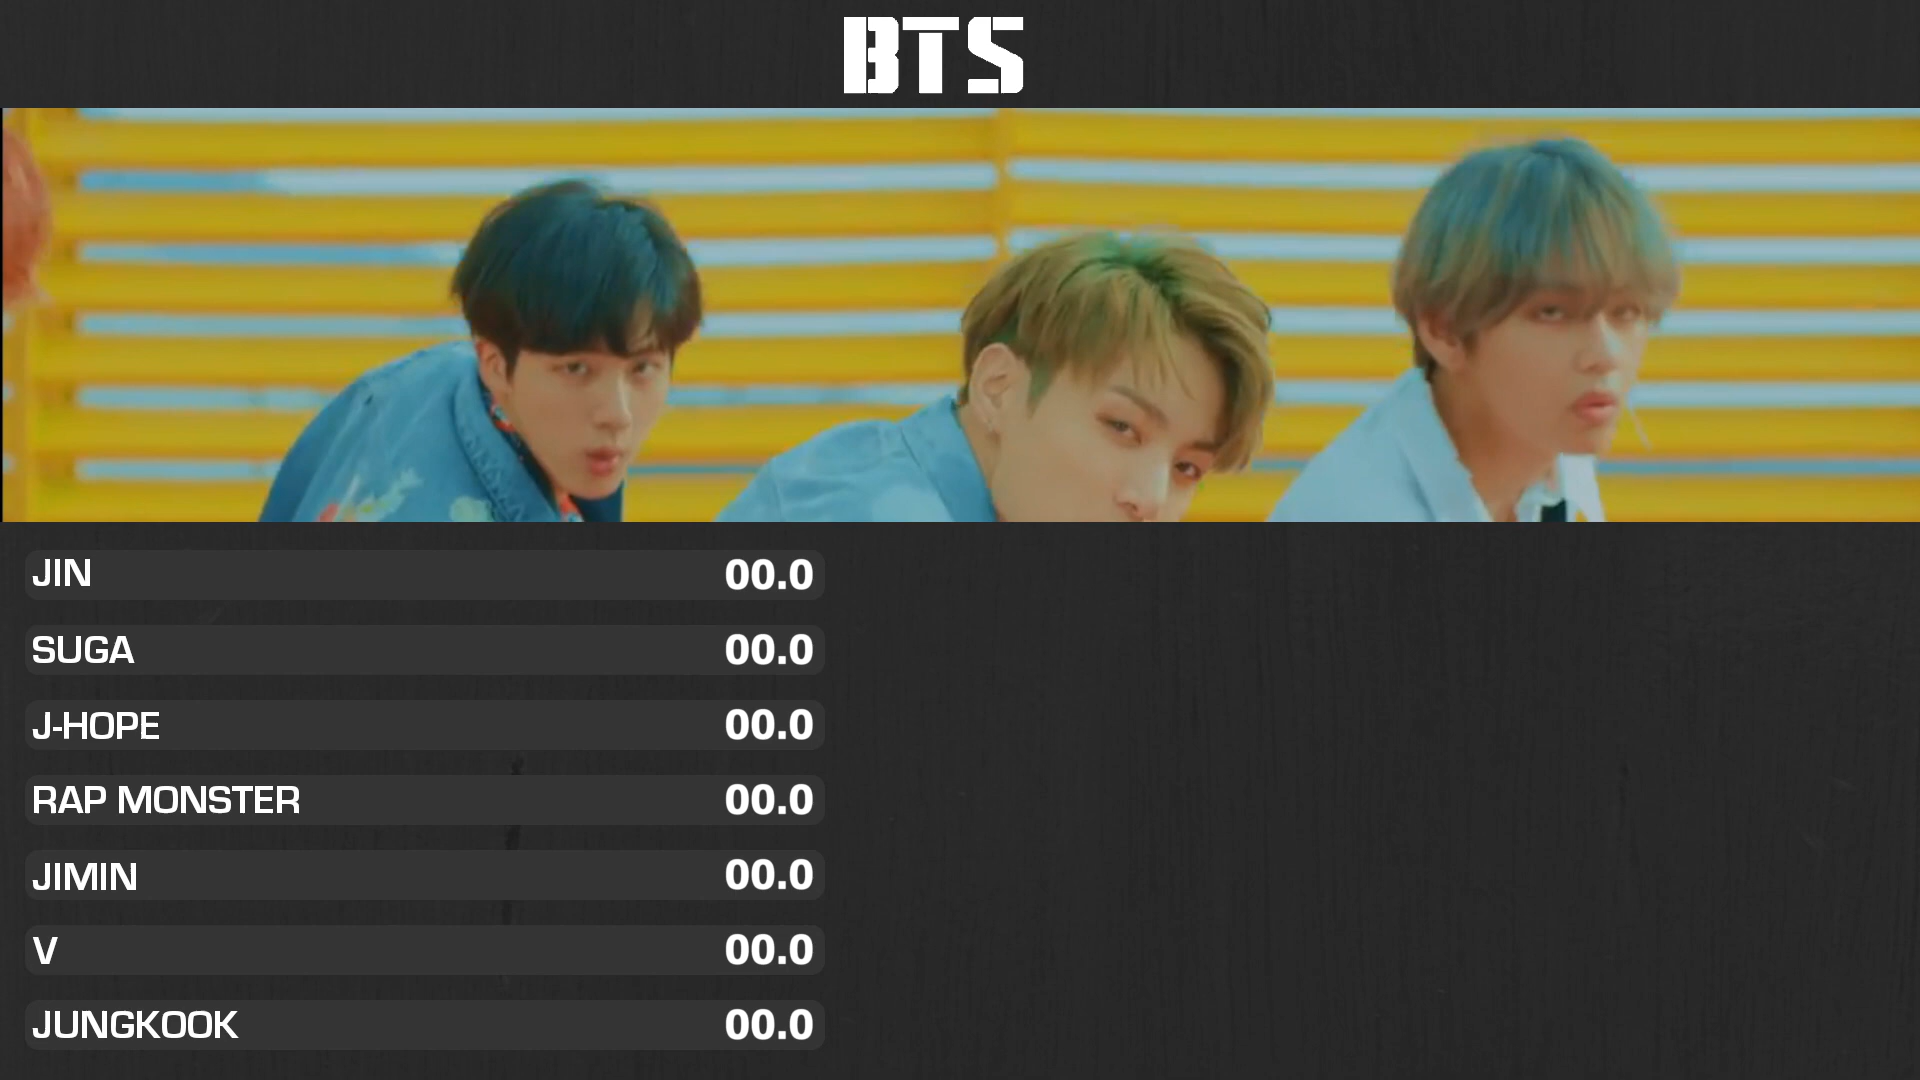 BTS
JIN 00.0
SUGA 00.0
J-HOPE 00.0
RAP MONSTER 00.0
JIMIN 00.0
V 00.0
JUNGKOOK 00.0